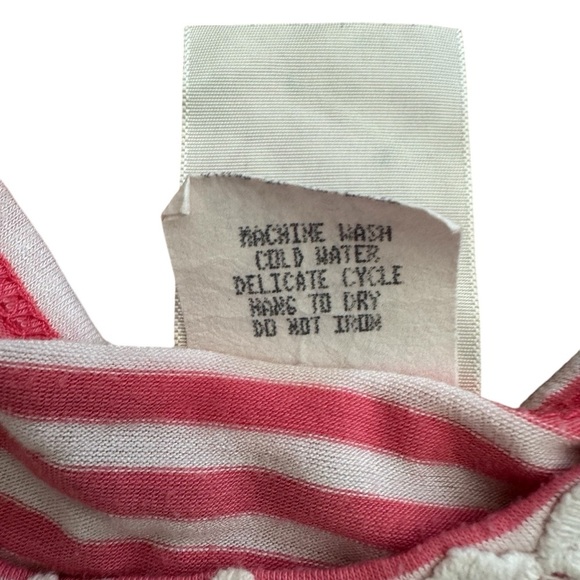 MACHINE WASH
COLD WATER
DELICATE CYCLE
HANG TO DRY
DO NOT IRON